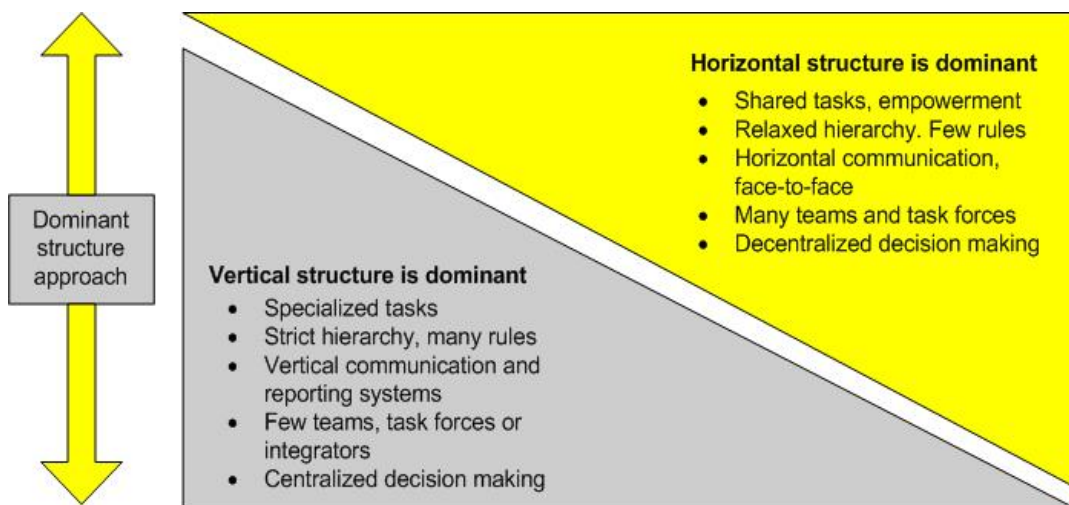 Dominant
structure
approach
Vertical structure is dominant
• Specialized tasks
• Strict hierarchy, many rules
• Vertical communication and
reporting systems
• Few teams, task forces or
integrators
• Centralized decision making
Horizontal structure is dominant
• Shared tasks, empowerment
• Relaxed hierarchy. Few rules
• Horizontal communication,
face-to-face
• Many teams and task forces
• Decentralized decision making